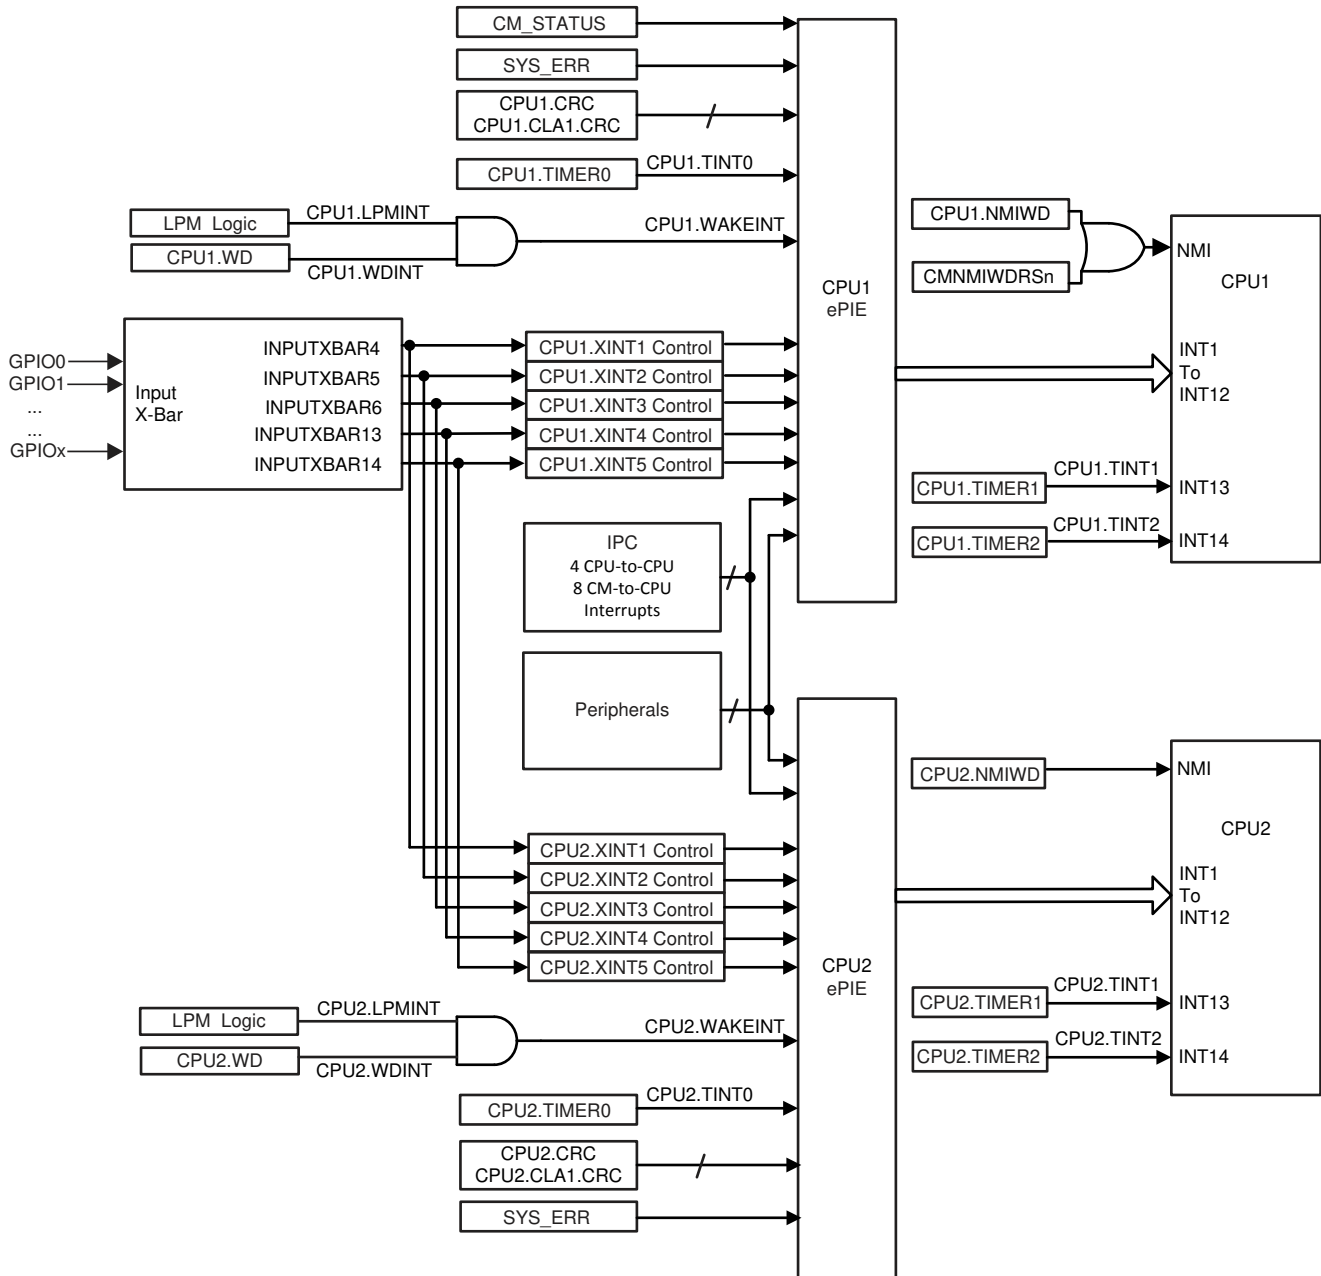 CM_STATUS
SYS_ERR
CPU1.CRC
CPU1.CLA1.CRC
CPU1.TIMER0
CPU1.TINT0
LPM Logic
CPU1.LPMINT
CPU1.WD
CPU1.WDINT
CPU1.WAKEINT
CPU1
ePIE
CPU1.NMIWD
CMNMIWDRSn
NMI
CPU1
INT1
To
INT12
CPU1.TIMER1
CPU1.TINT1
INT13
CPU1.TIMER2
CPU1.TINT2
INT14
GPIO0
GPIO1
...
...
GPIOx
Input
X-Bar
INPUTXBAR4
INPUTXBAR5
INPUTXBAR6
INPUTXBAR13
INPUTXBAR14
CPU1.XINT1 Control
CPU1.XINT2 Control
CPU1.XINT3 Control
CPU1.XINT4 Control
CPU1.XINT5 Control
IPC
4 CPU-to-CPU
8 CM-to-CPU
Interrupts
Peripherals
CPU2.XINT1 Control
CPU2.XINT2 Control
CPU2.XINT3 Control
CPU2.XINT4 Control
CPU2.XINT5 Control
CPU2
ePIE
CPU2.NMIWD
NMI
CPU2
INT1
To
INT12
CPU2.TIMER1
CPU2.TINT1
INT13
CPU2.TIMER2
CPU2.TINT2
INT14
LPM Logic
CPU2.LPMINT
CPU2.WD
CPU2.WDINT
CPU2.WAKEINT
CPU2.TIMER0
CPU2.TINT0
CPU2.CRC
CPU2.CLA1.CRC
SYS_ERR